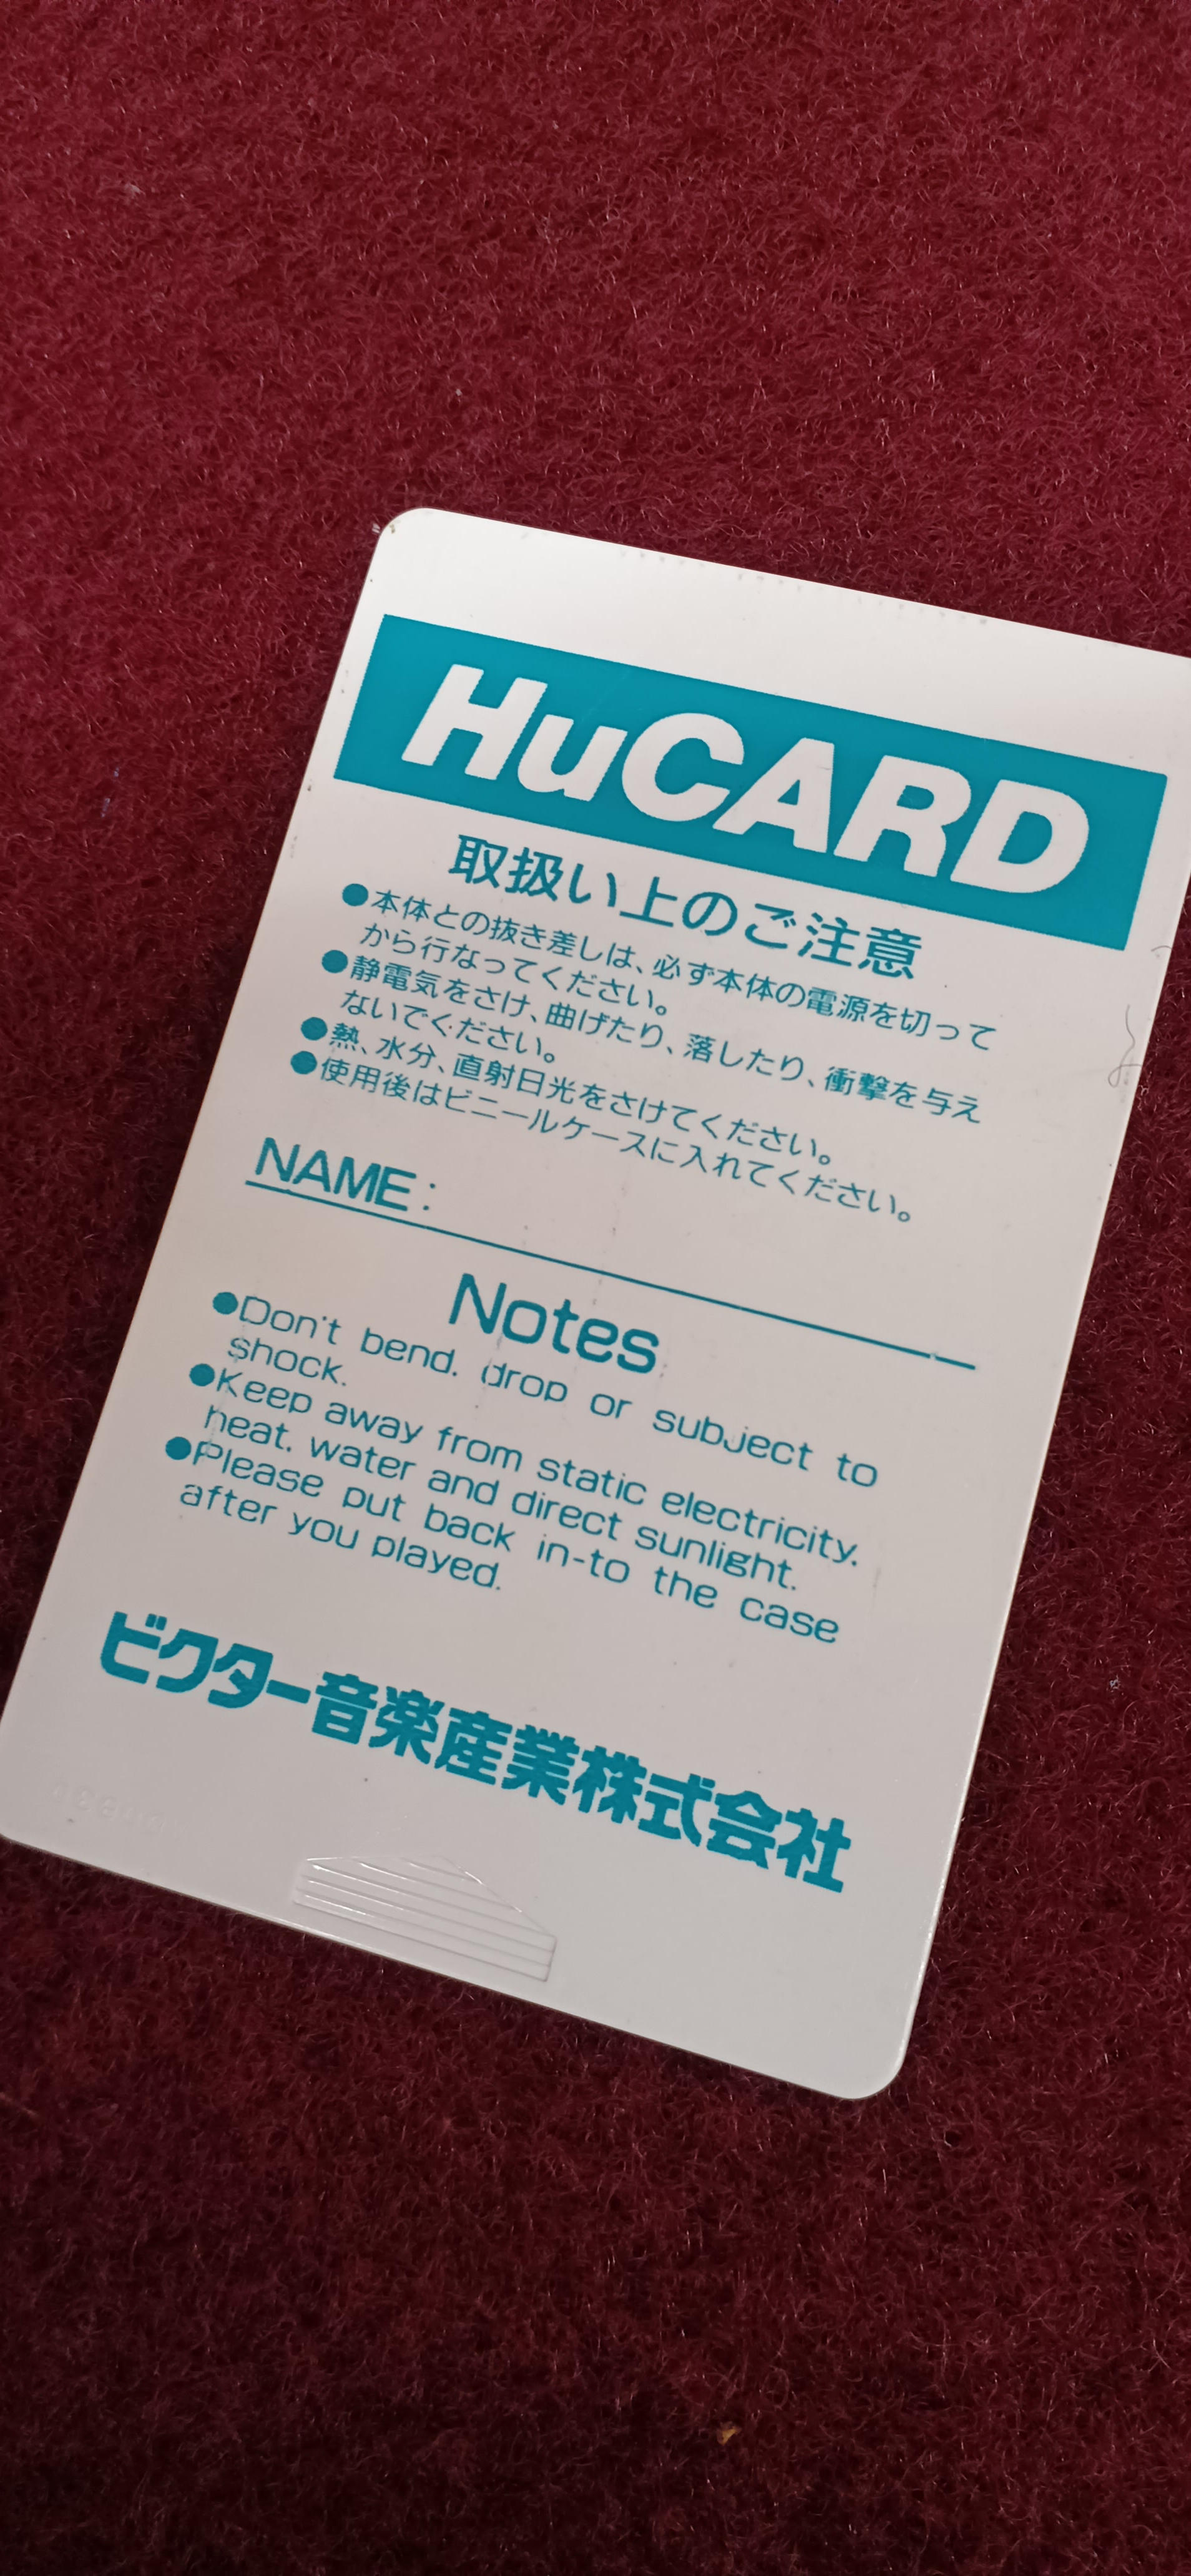 HuCARD
取扱い上のご注意
●本体との抜き差しは、必ず本体の電源を切って
から行なってください。
●静電気をさけ、曲げたり、落したり、衝撃を与え
ないでください。
●熱、水分、直射日光をさけてください。
●使用後はビニールケースに入れてください。
NAME:
Notes
●Don't bend, drop or subject to
shock.
●Keep away from static electricity,
heat, water and direct sunlight.
●Please put back in-to the case
after you played.
ビクター音楽産業株式会社